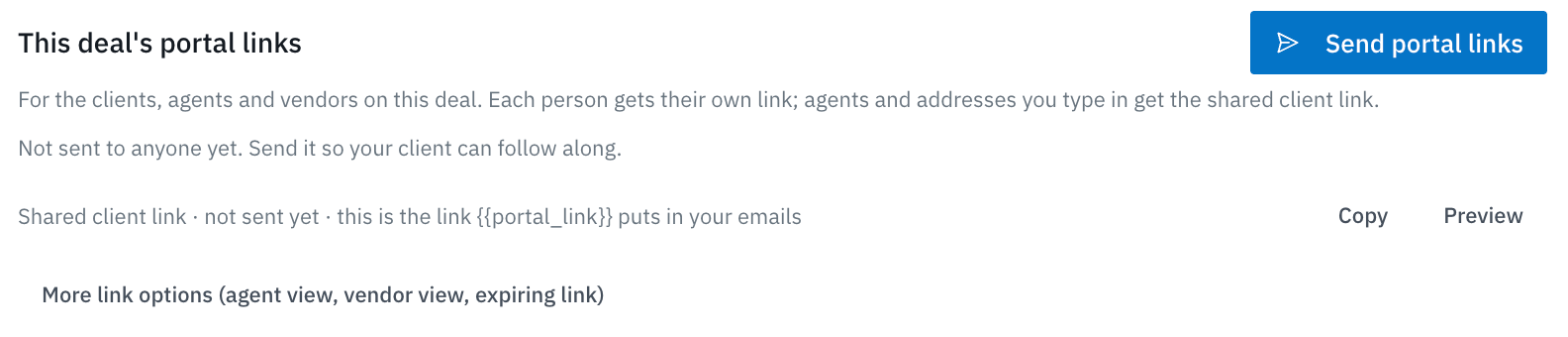 This deal's portal links
Send portal links
For the clients, agents and vendors on this deal. Each person gets their own link; agents and addresses you type in get the shared client link.
Not sent to anyone yet. Send it so your client can follow along.
Shared client link · not sent yet · this is the link {{portal_link}} puts in your emails
Copy
Preview
More link options (agent view, vendor view, expiring link)